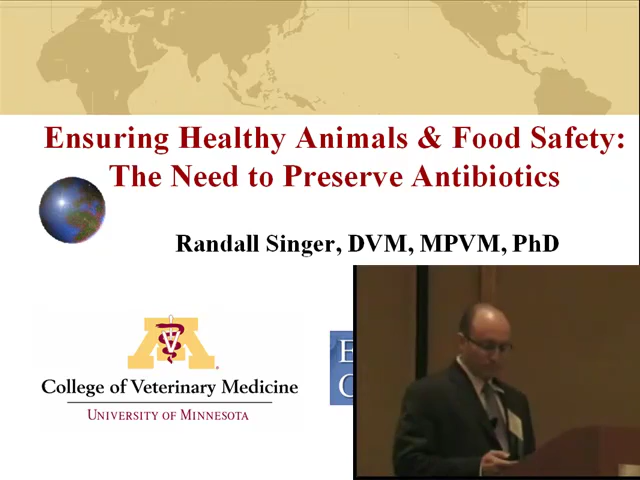 Ensuring Healthy Animals & Food Safety:
The Need to Preserve Antibiotics
Randall Singer, DVM, MPVM, PhD
College of Veterinary Medicine
UNIVERSITY OF MINNESOTA